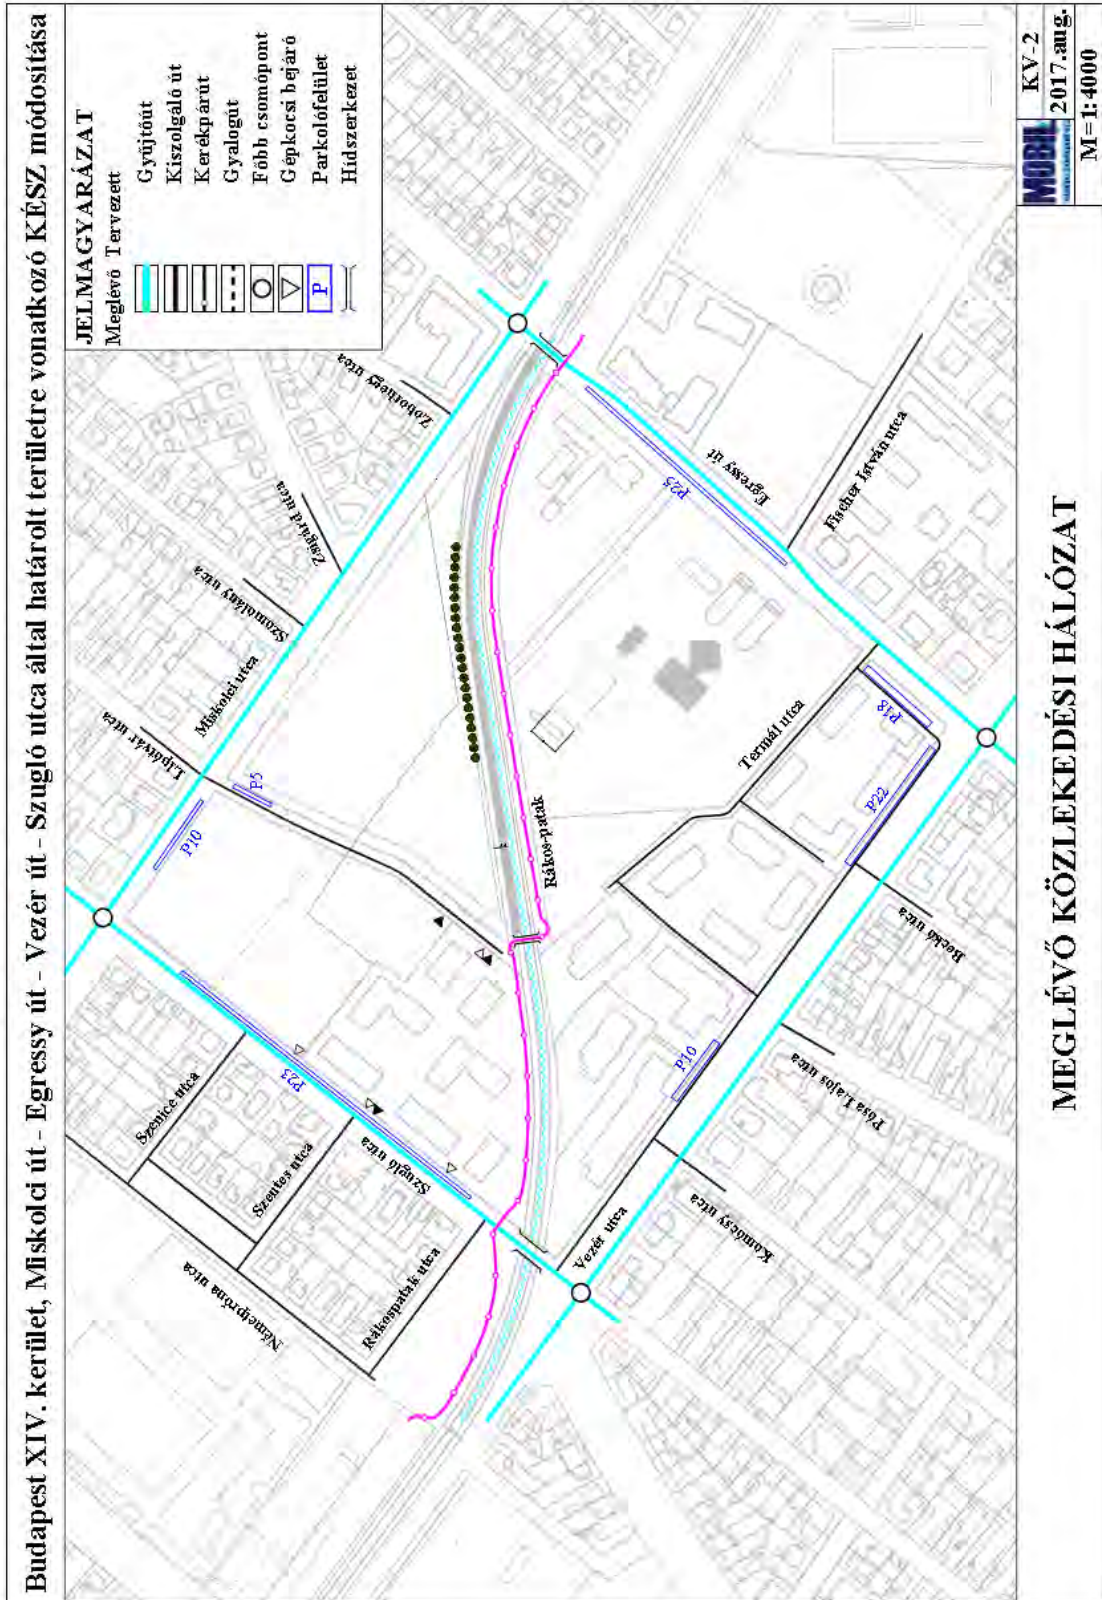 Budapest XIV. kerület, Miskolci út - Egressy út - Vezér út - Szugló utca által határolt területre vonatkozó KÉSZ módosítása
JELMAGYARÁZAT
Meglévő Tervezett
Gyűjtőút
Kiszolgáló út
Kerékpárút
Gyalogút
Főbb csomópont
Gépkocsi bejáró
P Parkolófelület
Hídszerkezet
Zoborhegy utca
Zsigárd utca
Szomolány utca
Miskolci utca
Lipótvár utca
P5
P10
Szenice utca
P23
Szentes utca
Szugló utca
Némétpróna utca
Rákospatak utca
Rákos-patak
Egressy út
P25
Fischer István utca
Termál utca
P18
P22
Beckó utca
P10
Pósa Lajos utca
Komócsy utca
Vezér utca
MEGLÉVŐ KÖZLEKEDÉSI HÁLÓZAT
MOBIL
KV-2
2017.aug.
M=1:4000